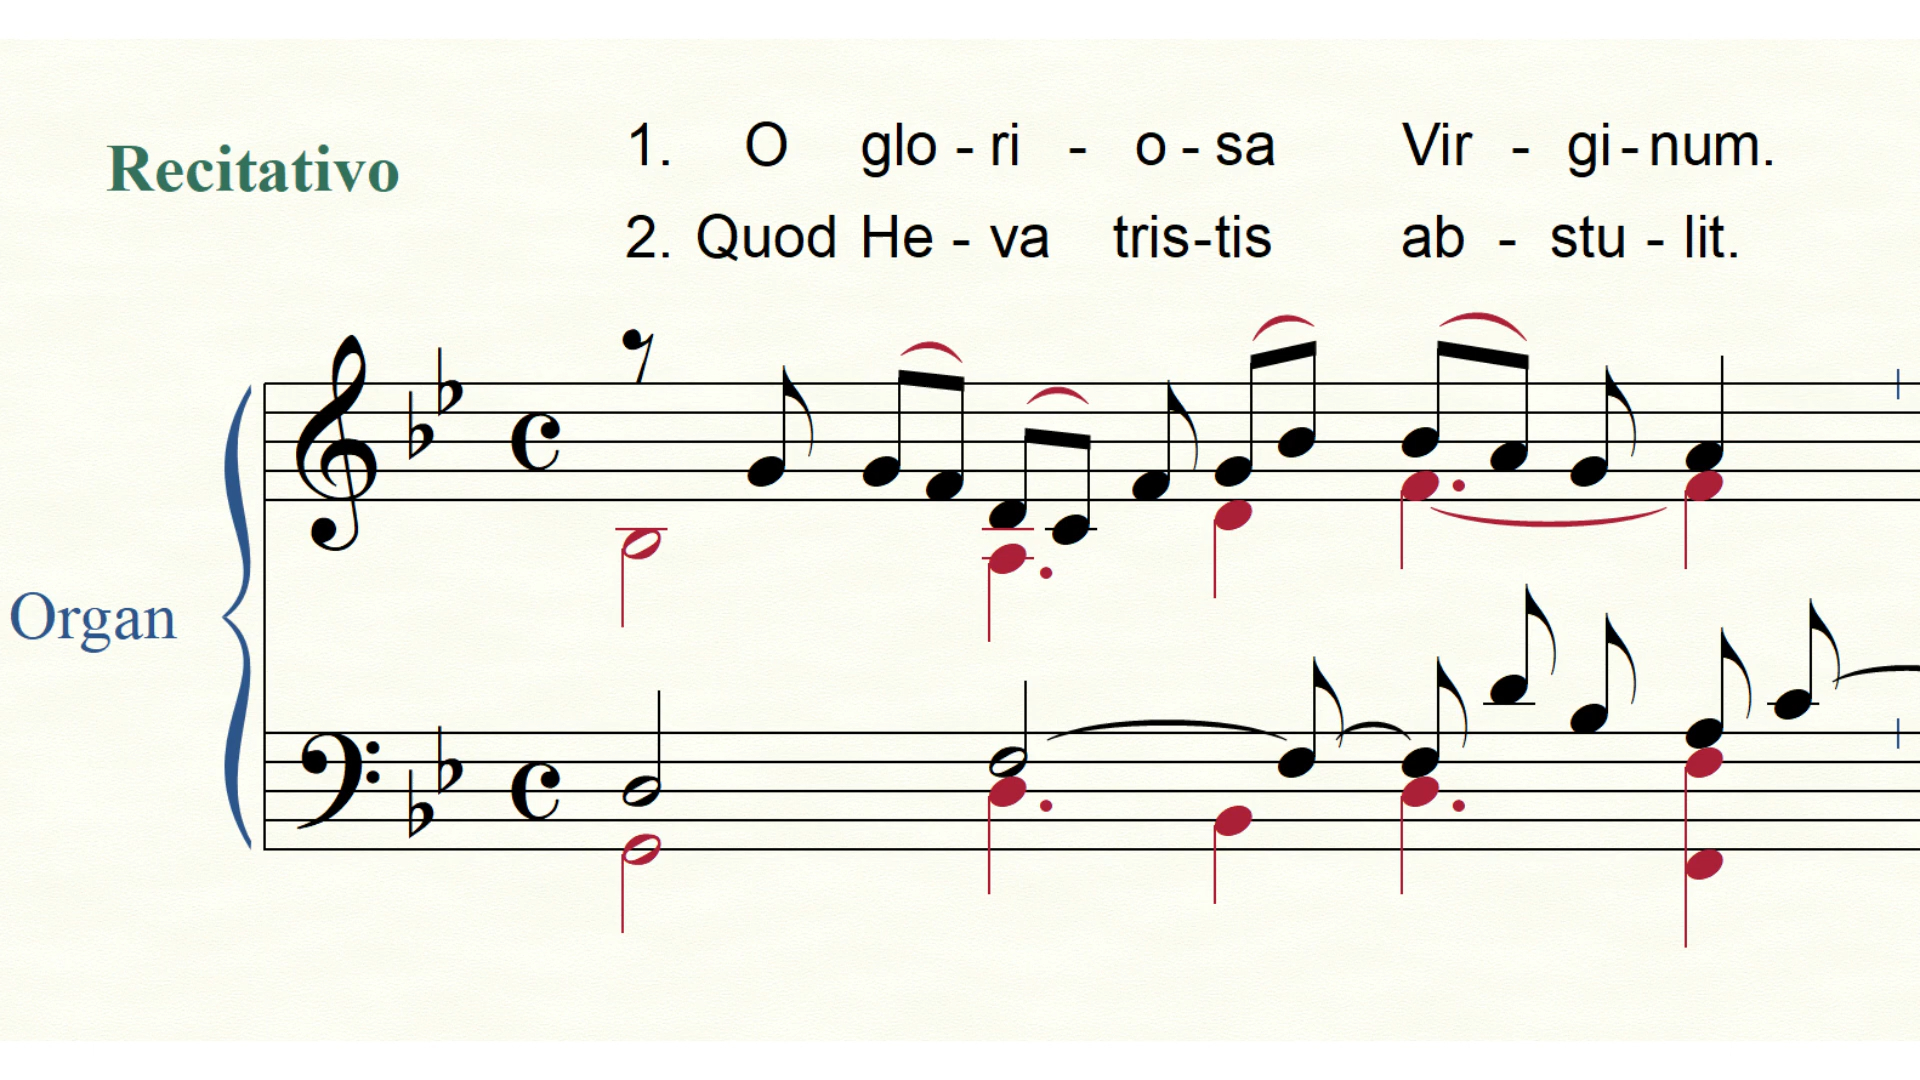 Recitativo
1. O glo - ri - o - sa Vir - gi - num.
2. Quod He - va tris - tis ab - stu - lit.
Organ